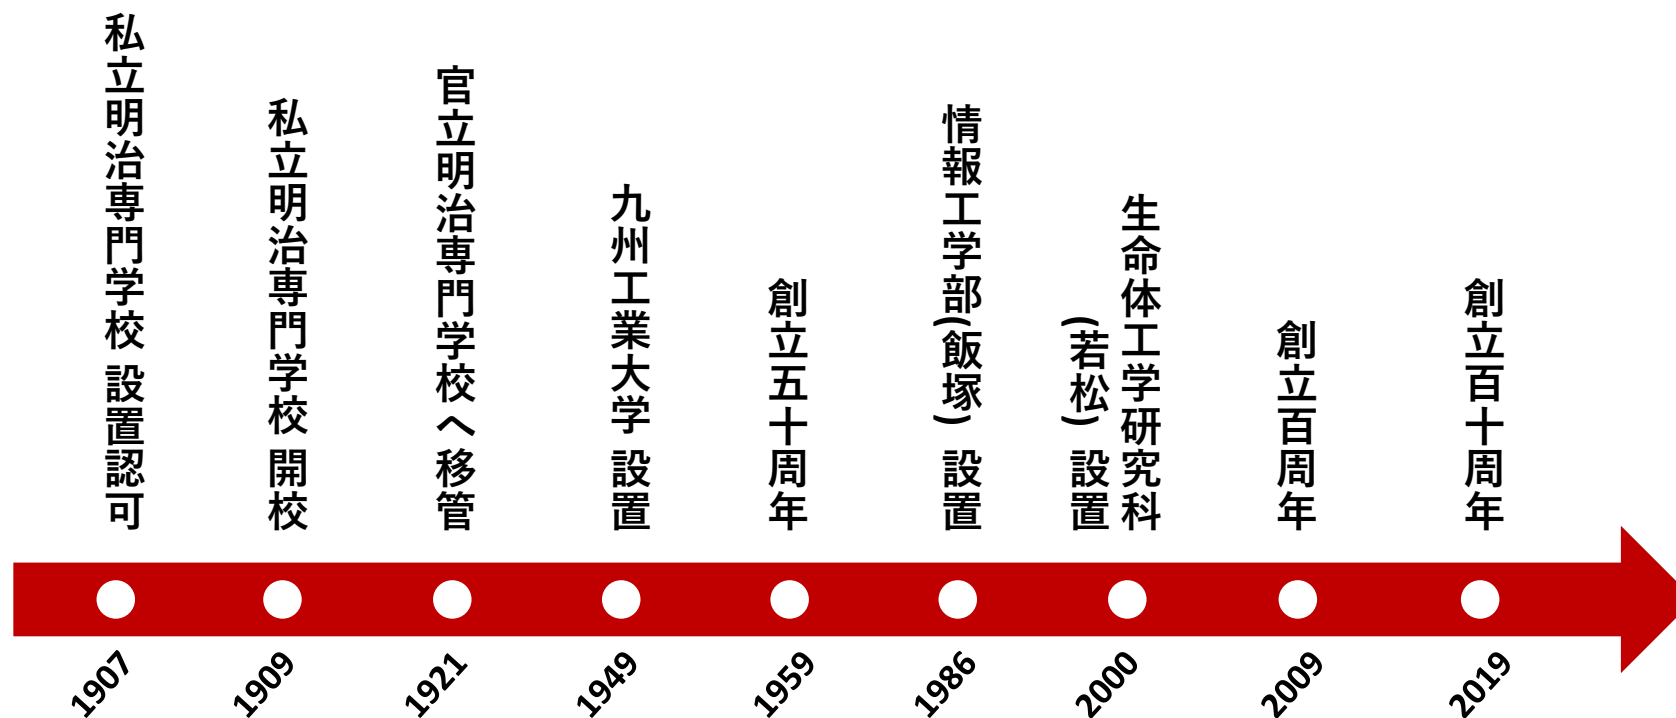 私立明治専門学校 設置認可
私立明治専門学校 開校
官立明治専門学校へ移管
九州工業大学 設置
創立五十周年
情報工学部(飯塚) 設置
生命体工学研究科
(若松) 設置
創立百周年
創立百十周年
1907
1909
1921
1949
1959
1986
2000
2009
2019